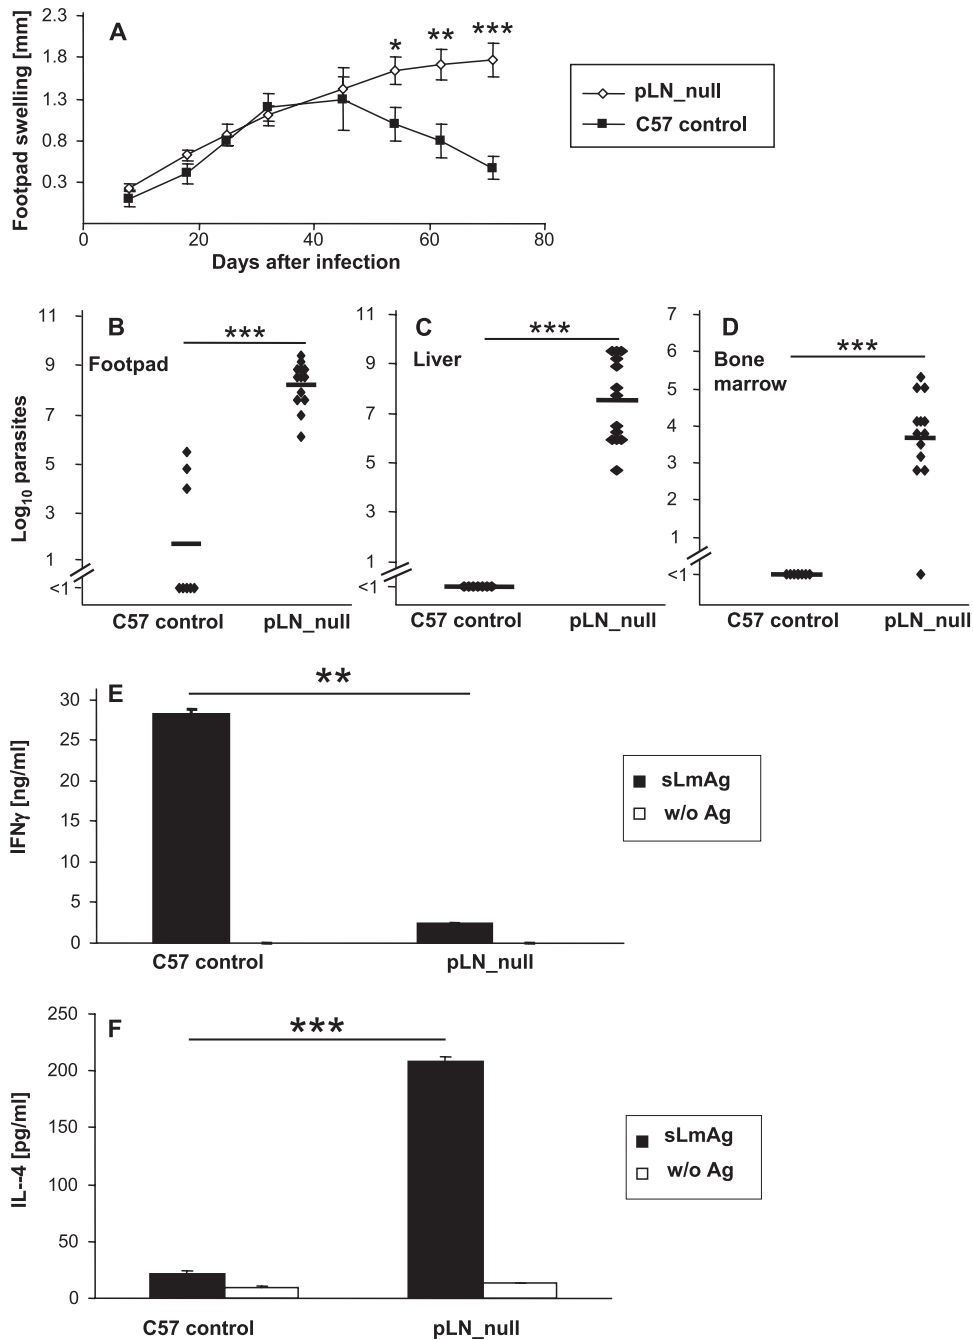 A
Footpad swelling [mm]
2.3
1.8
1.3
0.8
0.3
0 20 40 60 80
Days after infection
* ** ***
pLN_null
C57 control
B
Footpad
***
Log10 parasites
11
9
7
5
3
1
<1
C57 control pLN_null
C
Liver
***
11
9
7
5
3
1
<1
C57 control pLN_null
D
Bone
marrow
***
7
6
5
4
3
2
1
<1
C57 control pLN_null
E
**
IFNγ [ng/ml]
30
25
20
15
10
5
0
C57 control pLN_null
sLmAg
w/o Ag
F
***
IL--4 [pg/ml]
250
200
150
100
50
0
C57 control pLN_null
sLmAg
w/o Ag